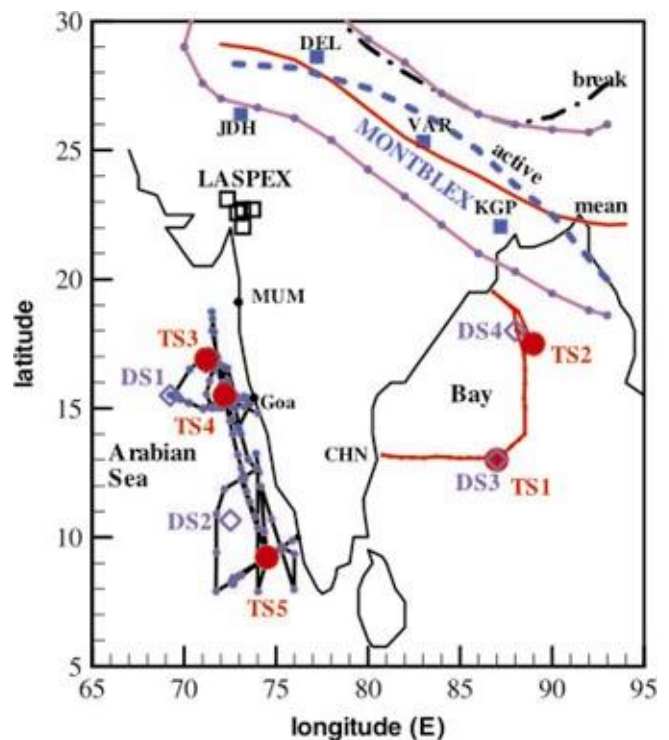 30
25
20
15
10
5
latitude
DEL
break
JDH
VAR
MONTBLEX
active
LASPEX
KGP
mean
MUM
TS3
DS4
TS2
DS1
Goa
Bay
TS4
Arabian
Sea
CHN
DS3
TS1
DS2
TS5
65
70
75
80
85
90
95
longitude (E)